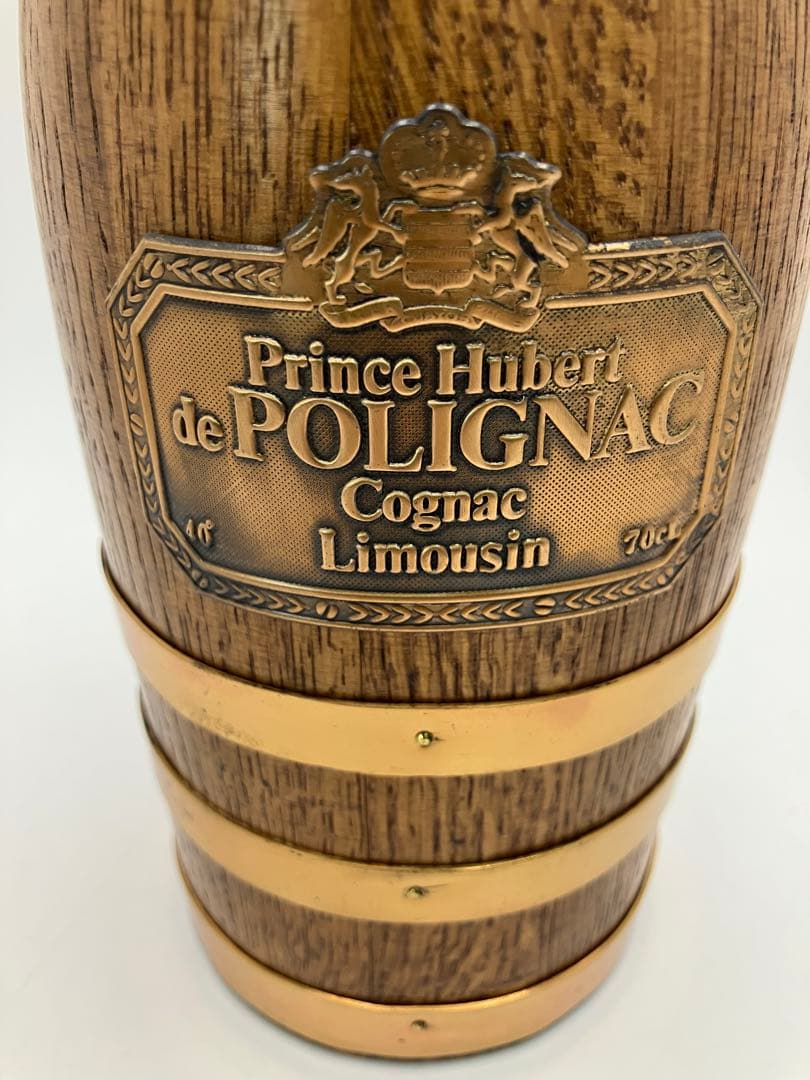 Prince Hubert
de POLIGNAC
Cognac
40° Limousin 70cL